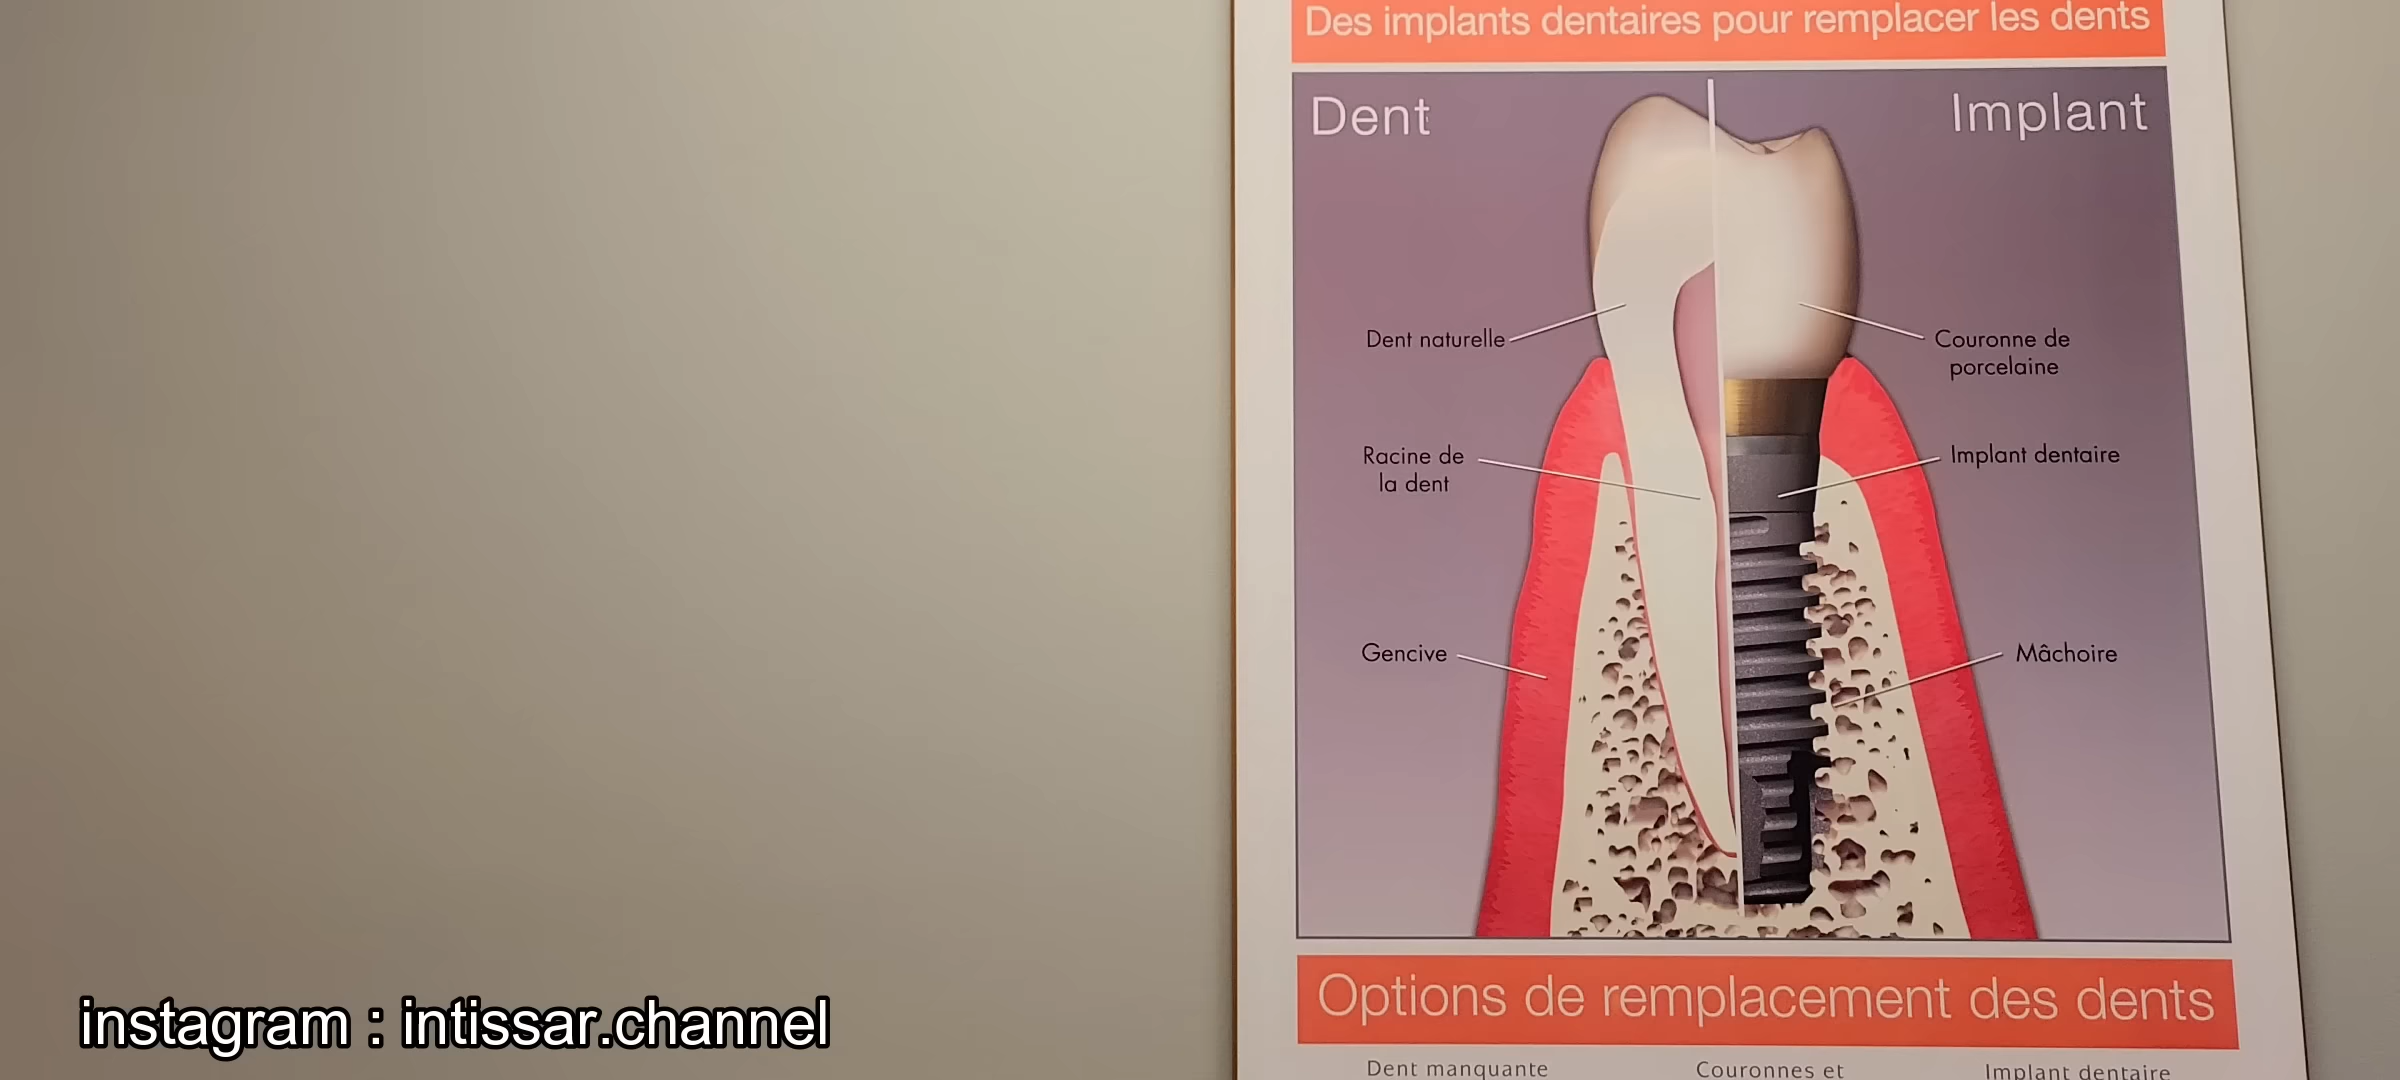 Des implants dentaires pour remplacer les dents
Dent
Implant
Dent naturelle
Couronne de
porcelaine
Racine de
la dent
Implant dentaire
Gencive
Mâchoire
Options de remplacement des dents
Dent manquante
Couronnes et
Implant dentaire
instagram : intissar.channel